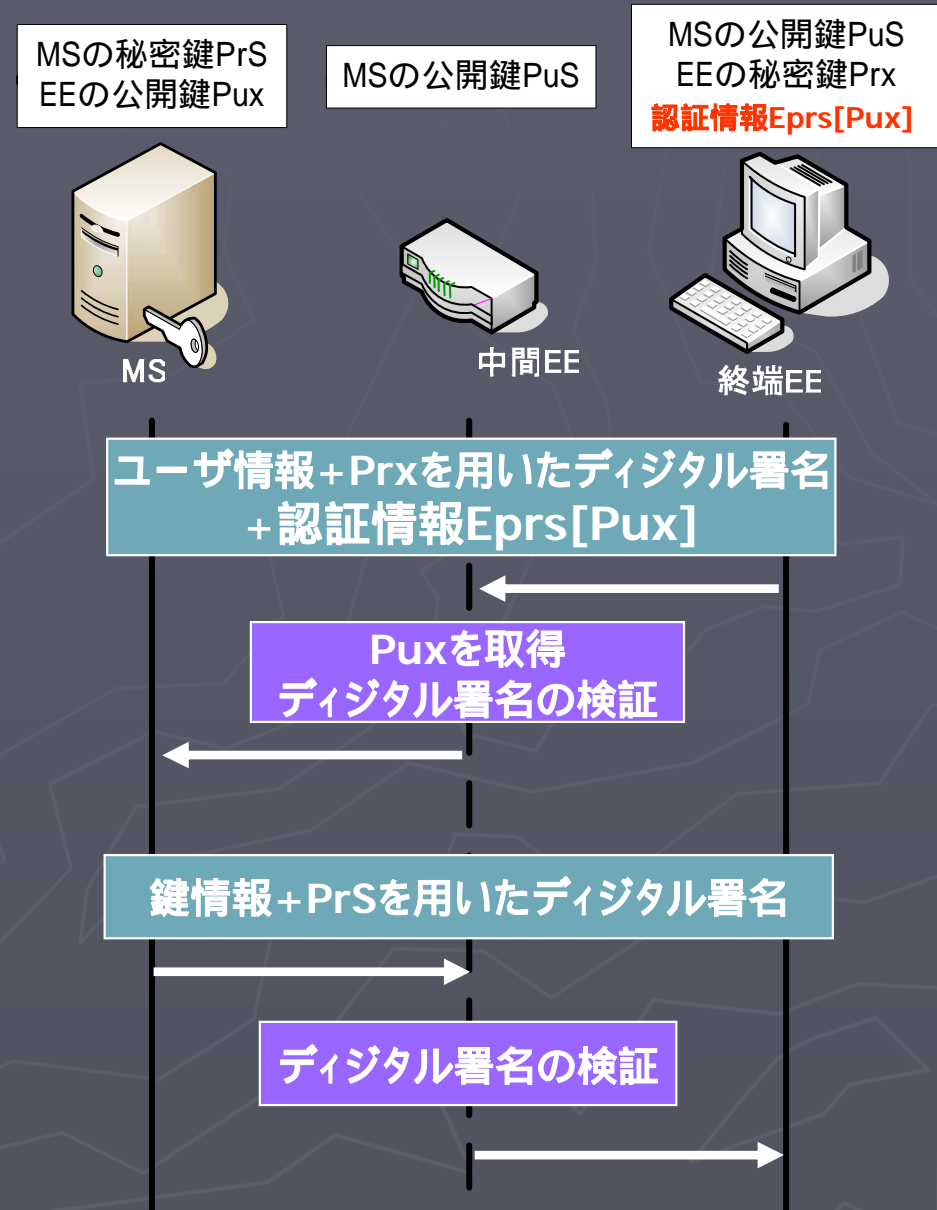 MSの秘密鍵PrS
EEの公開鍵Pux
MSの公開鍵PuS
MSの公開鍵PuS
EEの秘密鍵Prx
認証情報Eprs[Pux]
MS
中間EE
終端EE
ユーザ情報+Prxを用いたディジタル署名
+認証情報Eprs[Pux]
Puxを取得
ディジタル署名の検証
鍵情報+PrSを用いたディジタル署名
ディジタル署名の検証